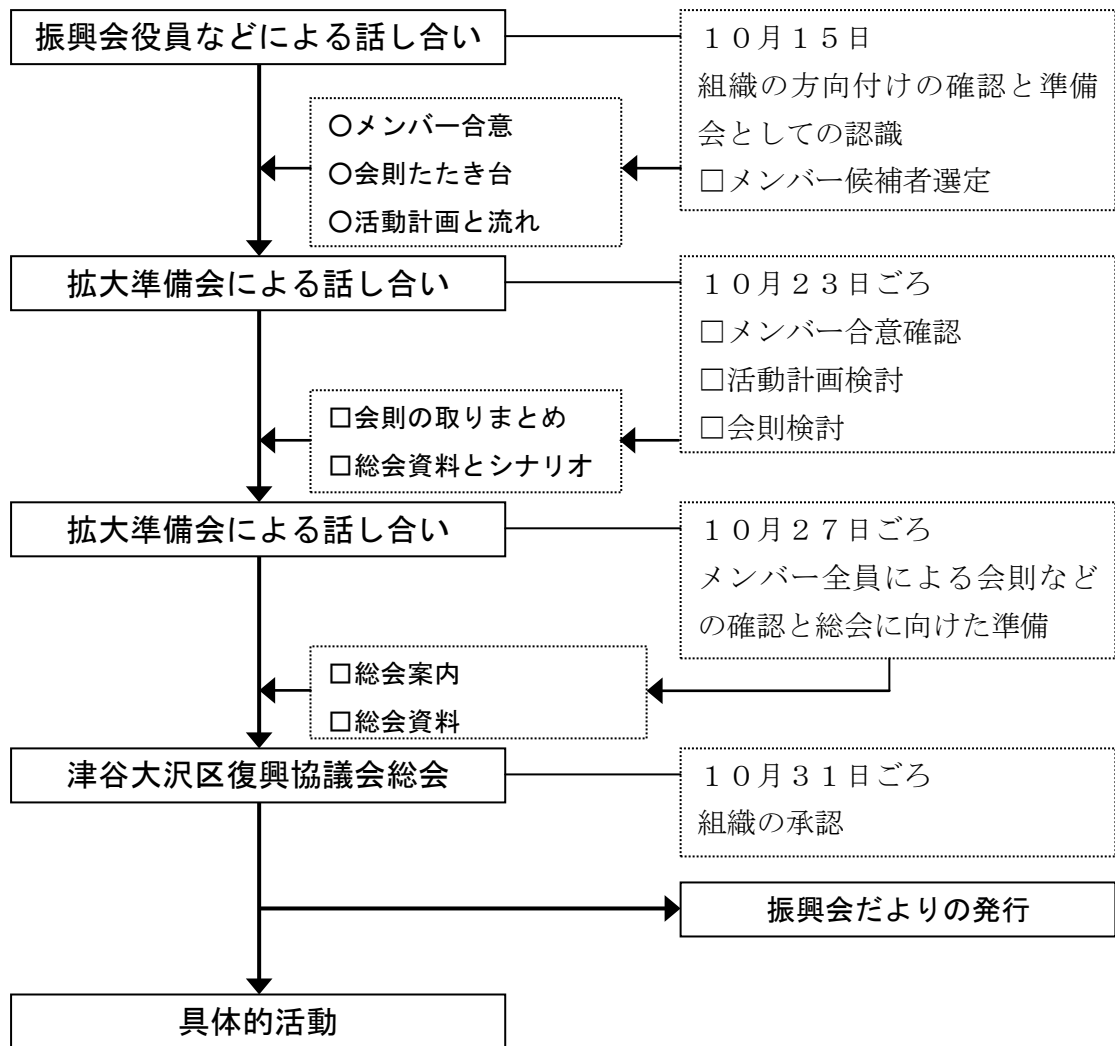 振興会役員などによる話し合い
１０月１５日
組織の方向付けの確認と準備
会としての認識
□メンバー候補者選定
○メンバー合意
○会則たたき台
○活動計画と流れ
拡大準備会による話し合い
１０月２３日ごろ
□メンバー合意確認
□活動計画検討
□会則検討
□会則の取りまとめ
□総会資料とシナリオ
拡大準備会による話し合い
１０月２７日ごろ
メンバー全員による会則など
の確認と総会に向けた準備
□総会案内
□総会資料
津谷大沢区復興協議会総会
１０月３１日ごろ
組織の承認
振興会だよりの発行
具体的活動